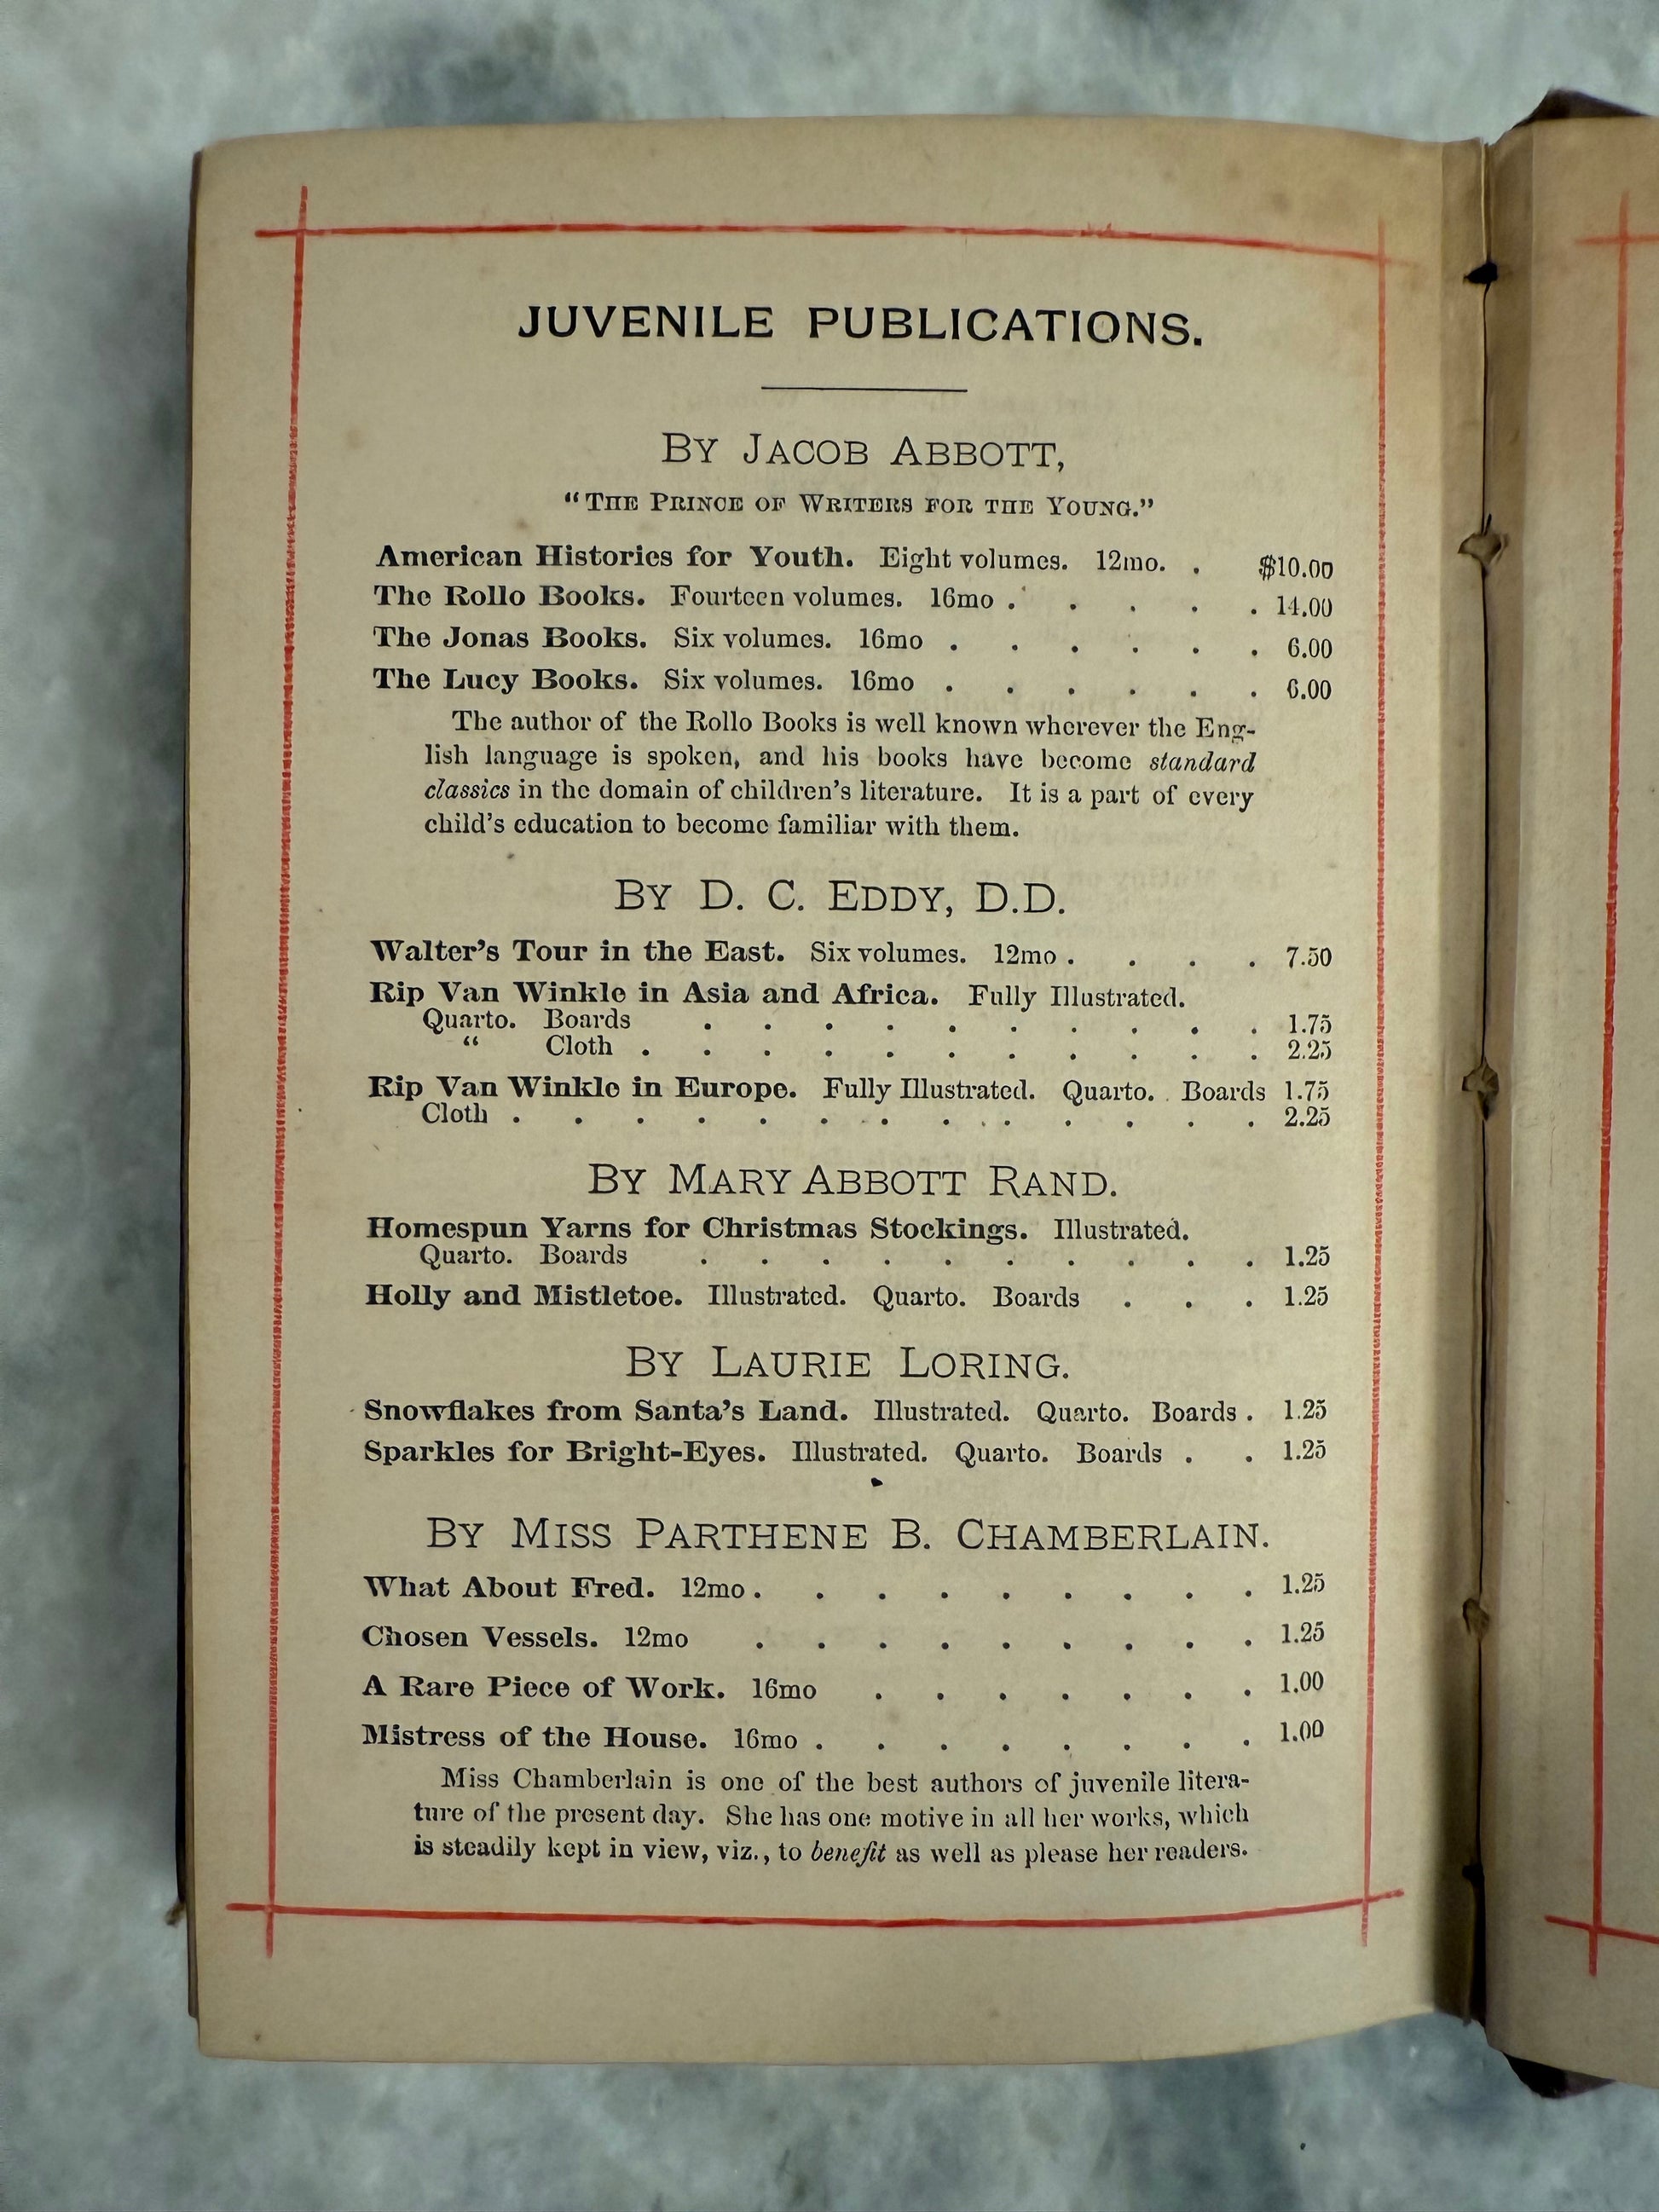 JUVENILE PUBLICATIONS.
BY JACOB ABBOTT,
"THE PRINCE OF WRITERS FOR THE YOUNG."
American Histories for Youth. Eight volumes. 12mo. . $10.00
The Rollo Books. Fourteen volumes. 16mo . . . . . 14.00
The Jonas Books. Six volumes. 16mo . . . . . . 6.00
The Lucy Books. Six volumes. 16mo . . . . . . 6.00
The author of the Rollo Books is well known wherever the Eng-
lish language is spoken, and his books have become standard
classics in the domain of children's literature. It is a part of every
child's education to become familiar with them.
BY D. C. EDDY, D.D.
Walter's Tour in the East. Six volumes. 12mo . . . . 7.50
Rip Van Winkle in Asia and Africa. Fully Illustrated.
Quarto. Boards . . . . . . . . . . 1.75
" Cloth . . . . . . . . . . . 2.25
Rip Van Winkle in Europe. Fully Illustrated. Quarto. Boards 1.75
Cloth . . . . . . . . . . . . . 2.25
BY MARY ABBOTT RAND.
Homespun Yarns for Christmas Stockings. Illustrated.
Quarto. Boards . . . . . . . . . . 1.25
Holly and Mistletoe. Illustrated. Quarto. Boards . . . 1.25
BY LAURIE LORING.
Snowflakes from Santa's Land. Illustrated. Quarto. Boards . 1.25
Sparkles for Bright-Eyes. Illustrated. Quarto. Boards . . 1.25
BY MISS PARTHENE B. CHAMBERLAIN.
What About Fred. 12mo . . . . . . . . . 1.25
Chosen Vessels. 12mo . . . . . . . . . 1.25
A Rare Piece of Work. 16mo . . . . . . . 1.00
Mistress of the House. 16mo . . . . . . . . 1.00
Miss Chamberlain is one of the best authors of juvenile litera-
ture of the present day. She has one motive in all her works, which
is steadily kept in view, viz., to benefit as well as please her readers.